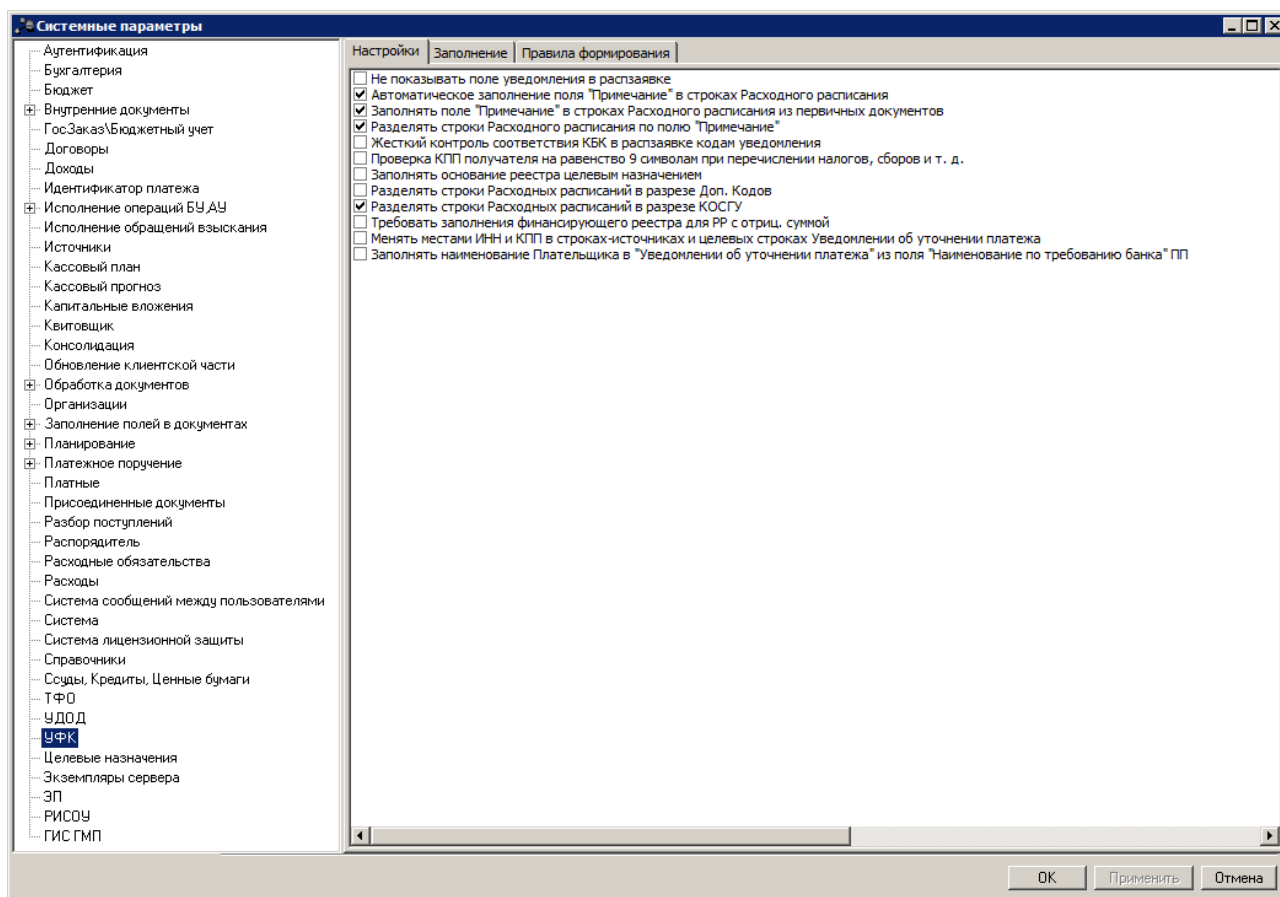 Системные параметры
Аутентификация
Бухгалтерия
Бюджет
Внутренние документы
ГосЗаказ\Бюджетный учет
Договоры
Доходы
Идентификатор платежа
Исполнение операций БУ,АУ
Исполнение обращений взыскания
Источники
Кассовый план
Кассовый прогноз
Капитальные вложения
Квитовщик
Консолидация
Обновление клиентской части
Обработка документов
Организации
Заполнение полей в документах
Планирование
Платежное поручение
Платные
Присоединенные документы
Разбор поступлений
Распорядитель
Расходные обязательства
Расходы
Система сообщений между пользователями
Система
Система лицензионной защиты
Справочники
Ссуды, Кредиты, Ценные бумаги
ТФО
УДОД
УФК
Целевые назначения
Экземпляры сервера
ЭП
РИСОУ
ГИС ГМП
Настройки Заполнение Правила формирования
Не показывать поле уведомления в распзаявке
Автоматическое заполнение поля "Примечание" в строках Расходного расписания
Заполнять поле "Примечание" в строках Расходного расписания из первичных документов
Разделять строки Расходного расписания по полю "Примечание"
Жесткий контроль соответствия КБК в распзаявке кодам уведомления
Проверка КПП получателя на равенство 9 символам при перечислении налогов, сборов и т. д.
Заполнять основание реестра целевым назначением
Разделять строки Расходных расписаний в разрезе Доп. Кодов
Разделять строки Расходных расписаний в разрезе КОСГУ
Требовать заполнения финансирующего реестра для РР с отриц. суммой
Менять местами ИНН и КПП в строках-источниках и целевых строках Уведомлении об уточнении платежа
Заполнять наименование Плательщика в "Уведомлении об уточнении платежа" из поля "Наименование по требованию банка" ПП
OK Применить Отмена